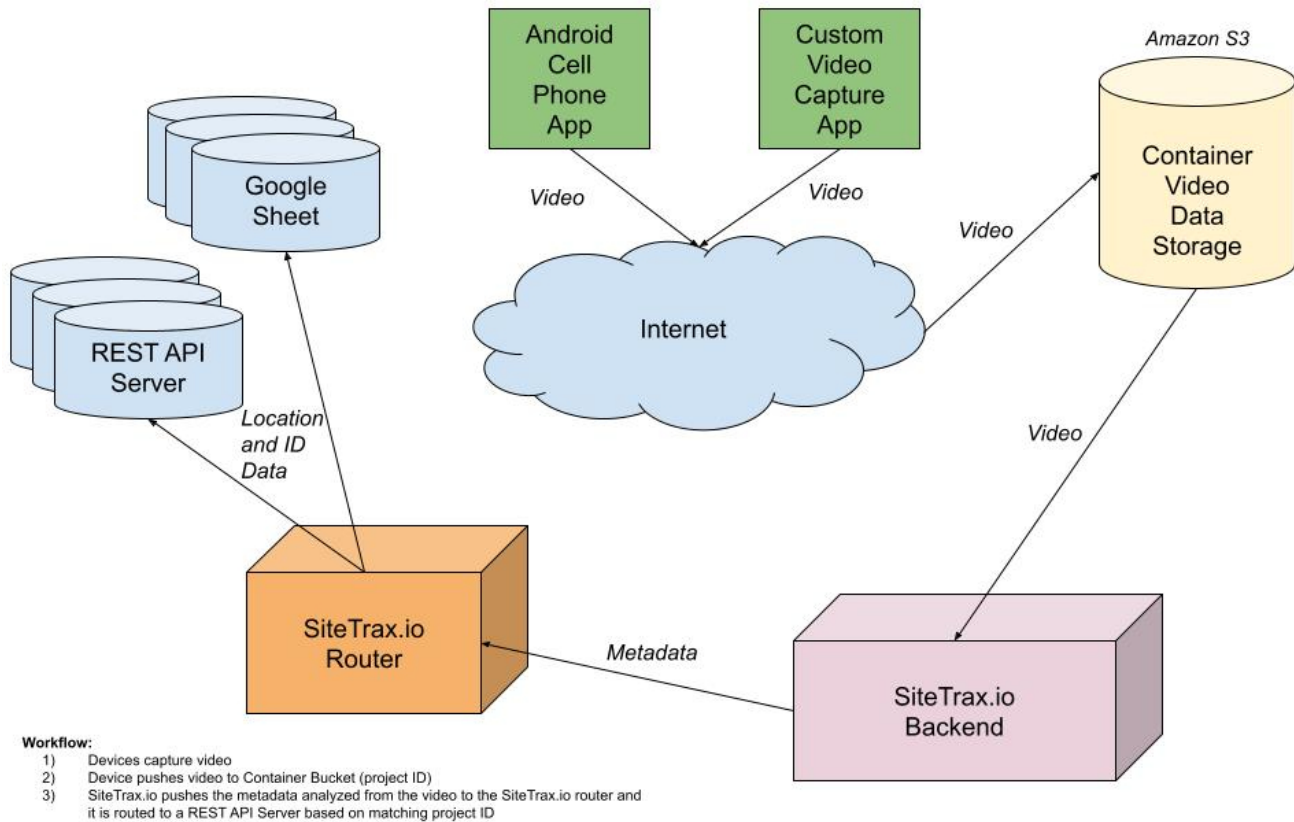 Android
Cell
Phone
App
Custom
Video
Capture
App
Amazon S3
Container
Video
Data
Storage
Google
Sheet
Video
Video
Video
Internet
REST API
Server
Location
and ID
Data
Video
SiteTrax.io
Router
Metadata
SiteTrax.io
Backend
Workflow:
1) Devices capture video
2) Device pushes video to Container Bucket (project ID)
3) SiteTrax.io pushes the metadata analyzed from the video to the SiteTrax.io router and
it is routed to a REST API Server based on matching project ID